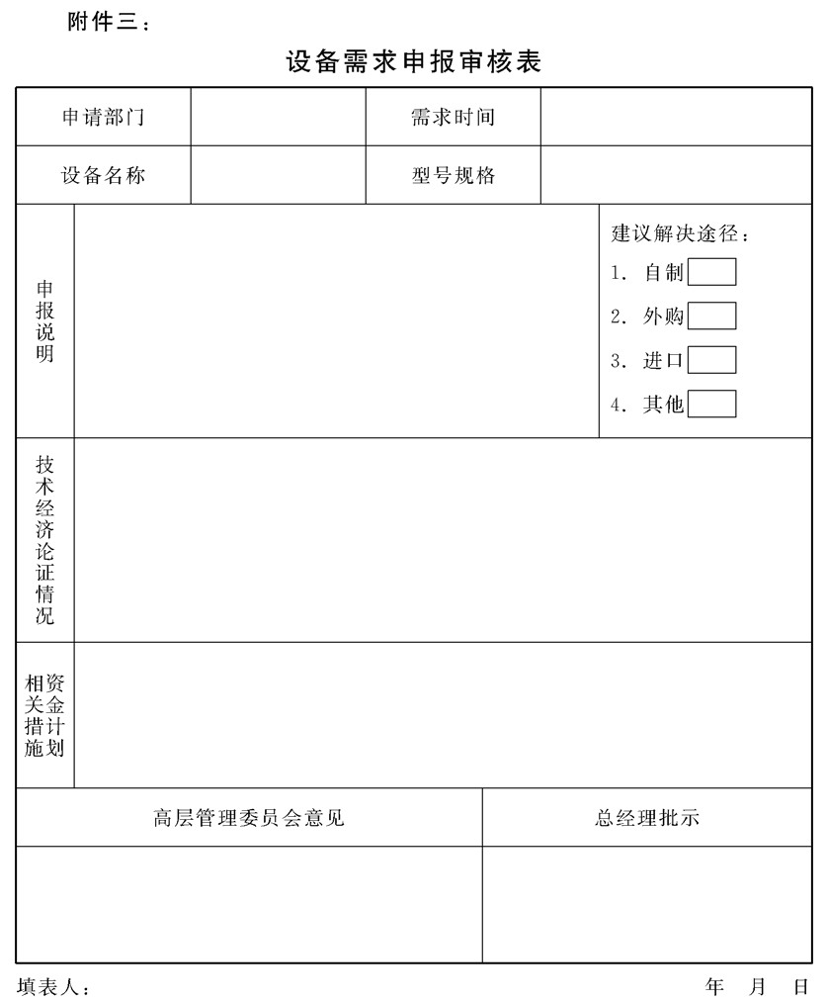 附件三：
设备需求申报审核表
申请部门
需求时间
设备名称
型号规格
申报说明
建议解决途径：
1. 自制
2. 外购
3. 进口
4. 其他
技术经济论证情况
资金计划
相关措施
高层管理委员会意见
总经理批示
填表人：
年 月 日